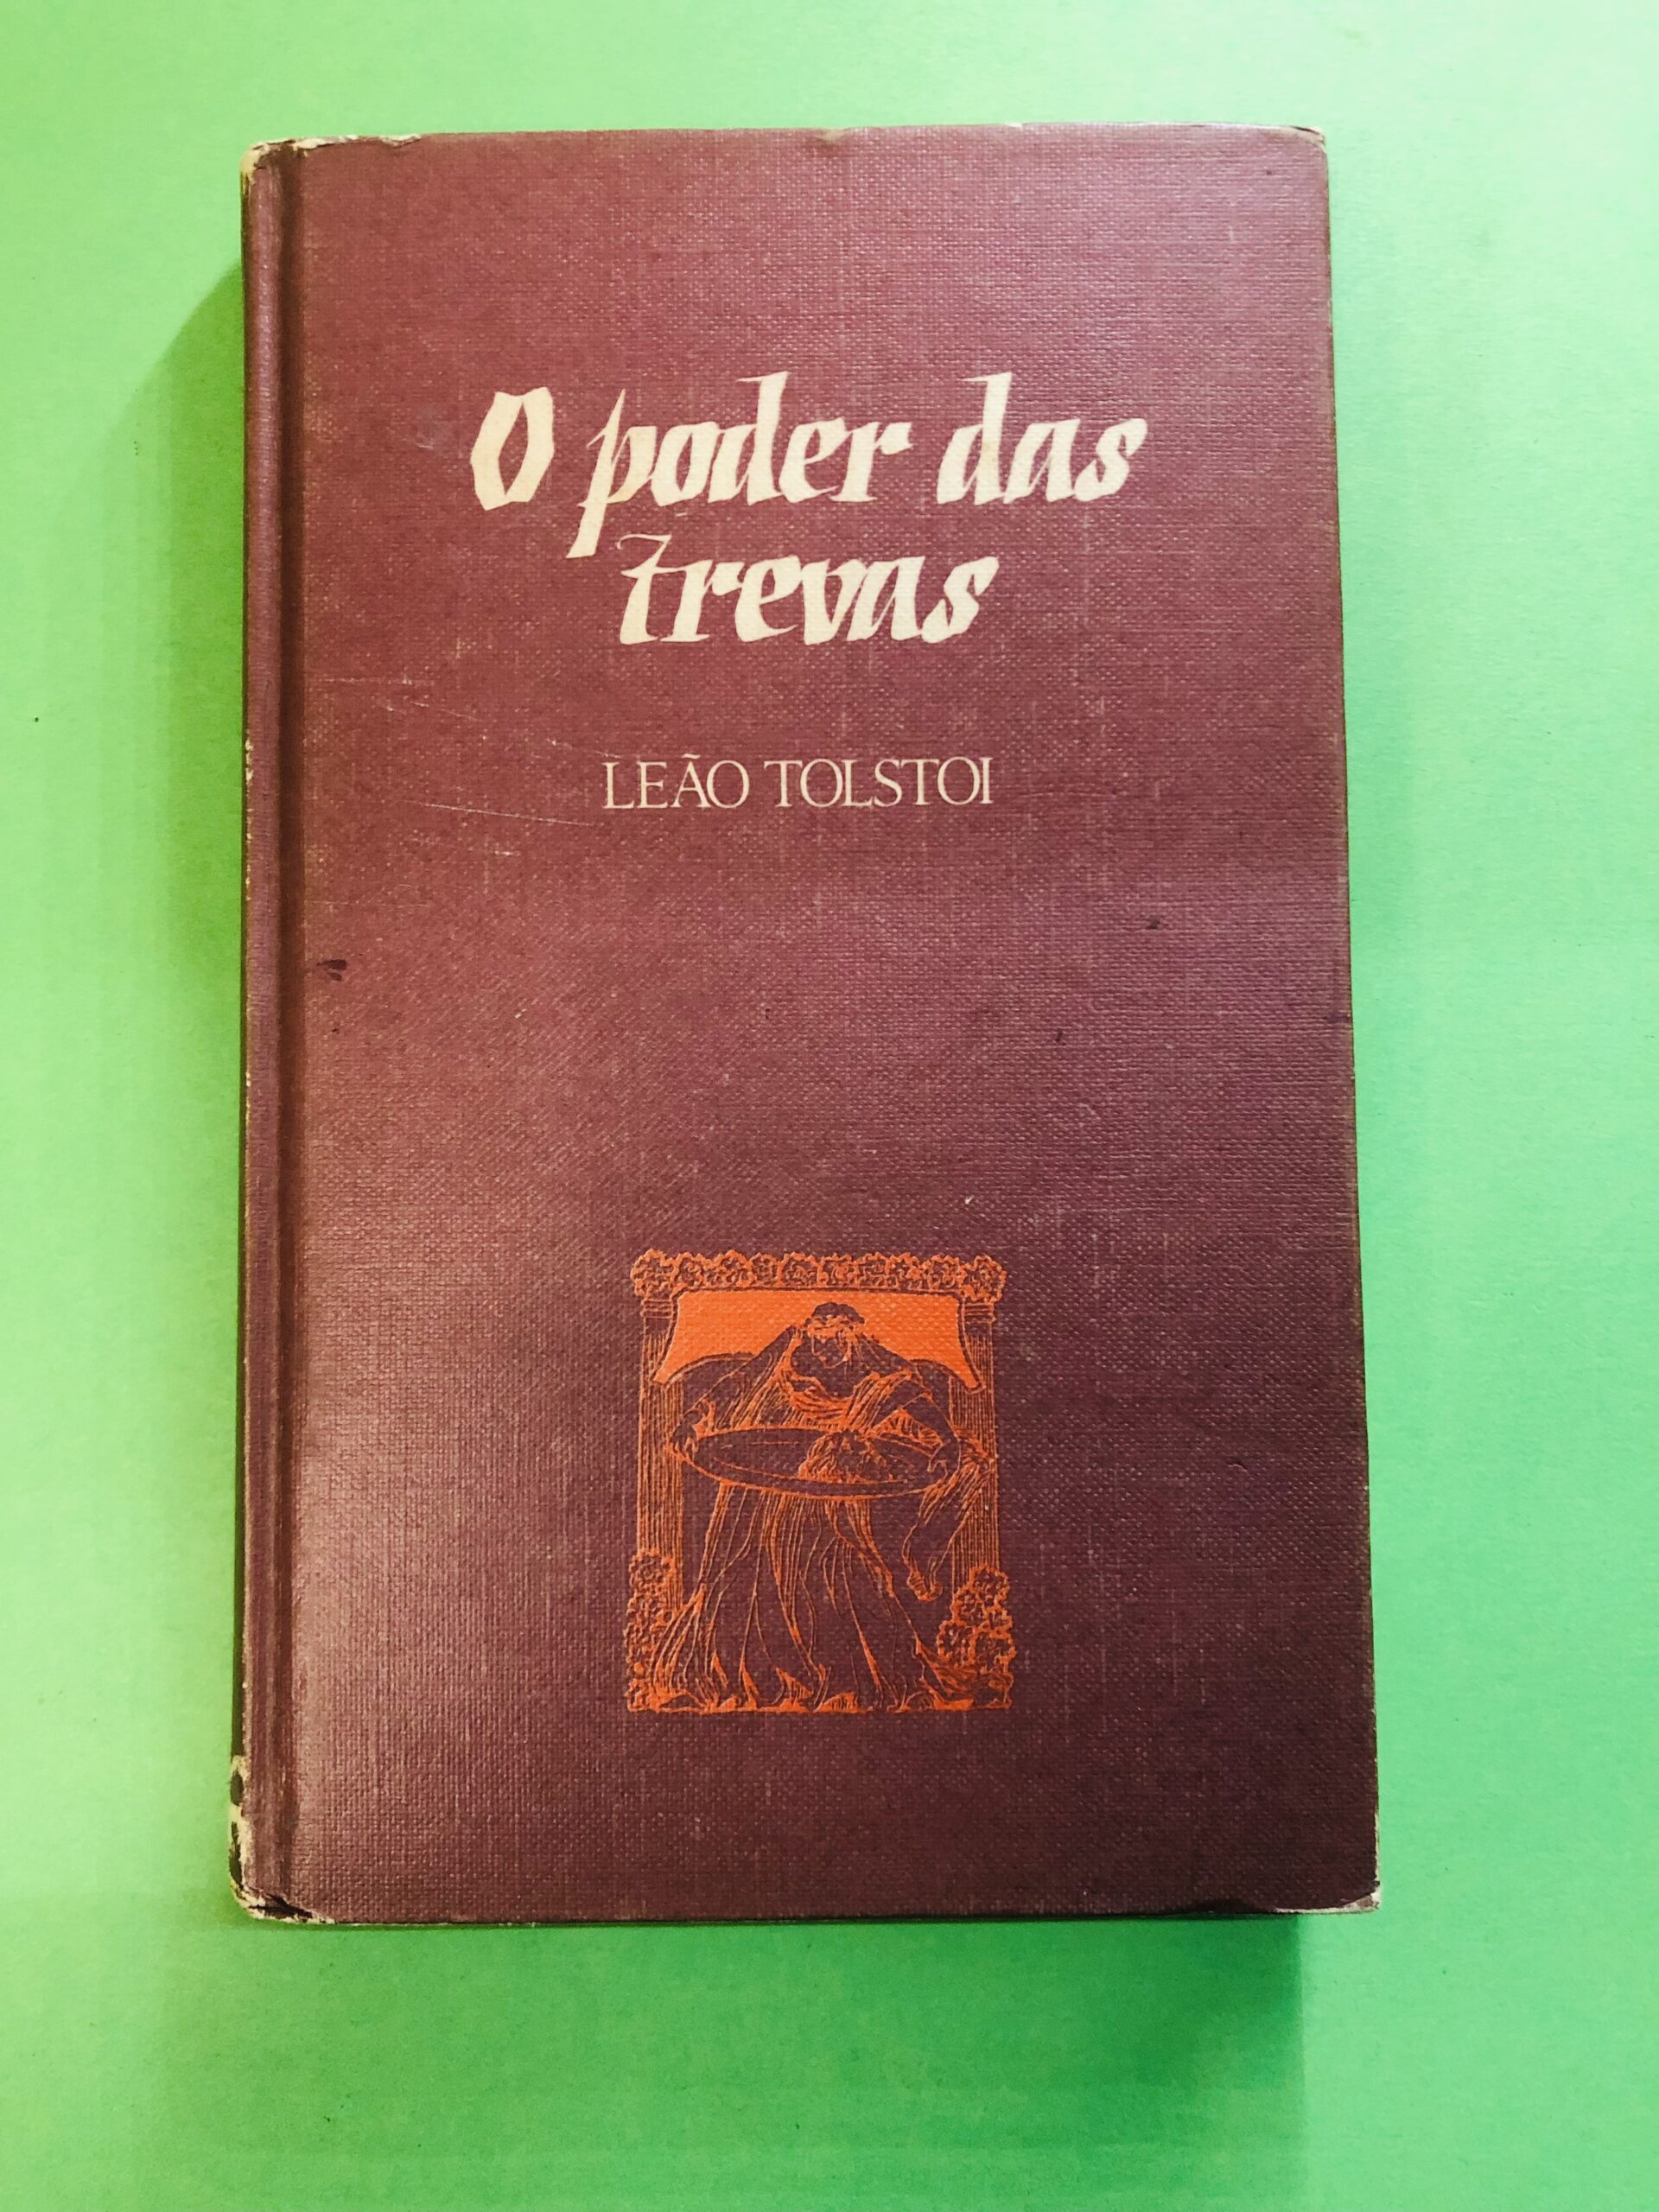 O poder das
trevas
LEÃO TOLSTOI